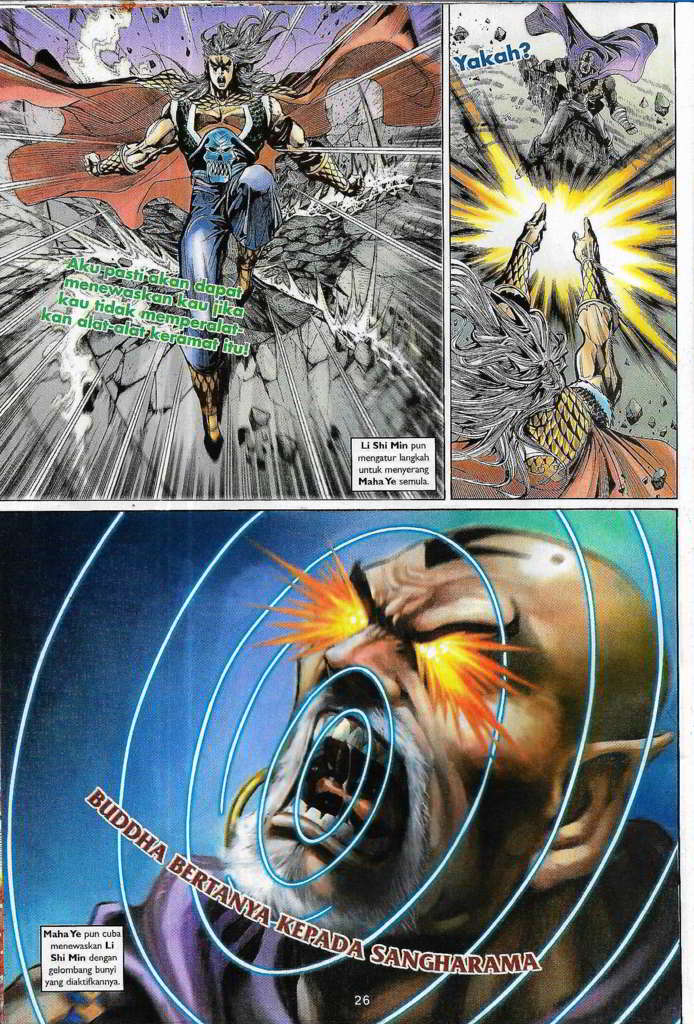 Aku pasti akan dapat
menewaskan kau jika
kau tidak memperalat-
kan alat-alat keramat itu!
Li Shi Min pun
mengatur langkah
untuk menyerang
Maha Ye semula.
Yakah?
BUDDHA BERTANYA KEPADA SANGHARAMA
Maha Ye pun cuba
menewaskan Li
Shi Min dengan
gelombang bunyi
yang diaktifkannya.
26